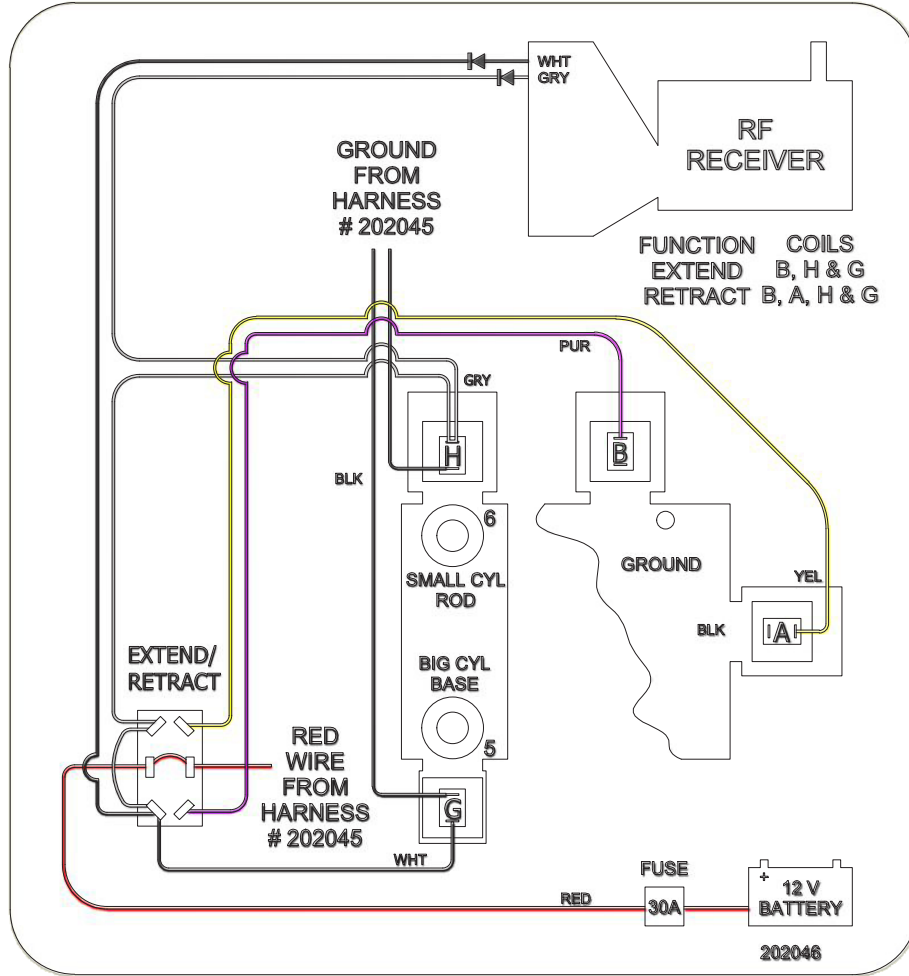 WHT
GRY
RF
RECEIVER
GROUND
FROM
HARNESS
# 202045
FUNCTION COILS
EXTEND B, H & G
RETRACT B, A, H & G
PUR
GRY
H
B
BLK
6
SMALL CYL
ROD
GROUND
YEL
BLK
A
EXTEND/
RETRACT
BIG CYL
BASE
5
RED
WIRE
FROM
HARNESS
# 202045
G
WHT
RED
FUSE
30A
+
12 V
BATTERY
202046